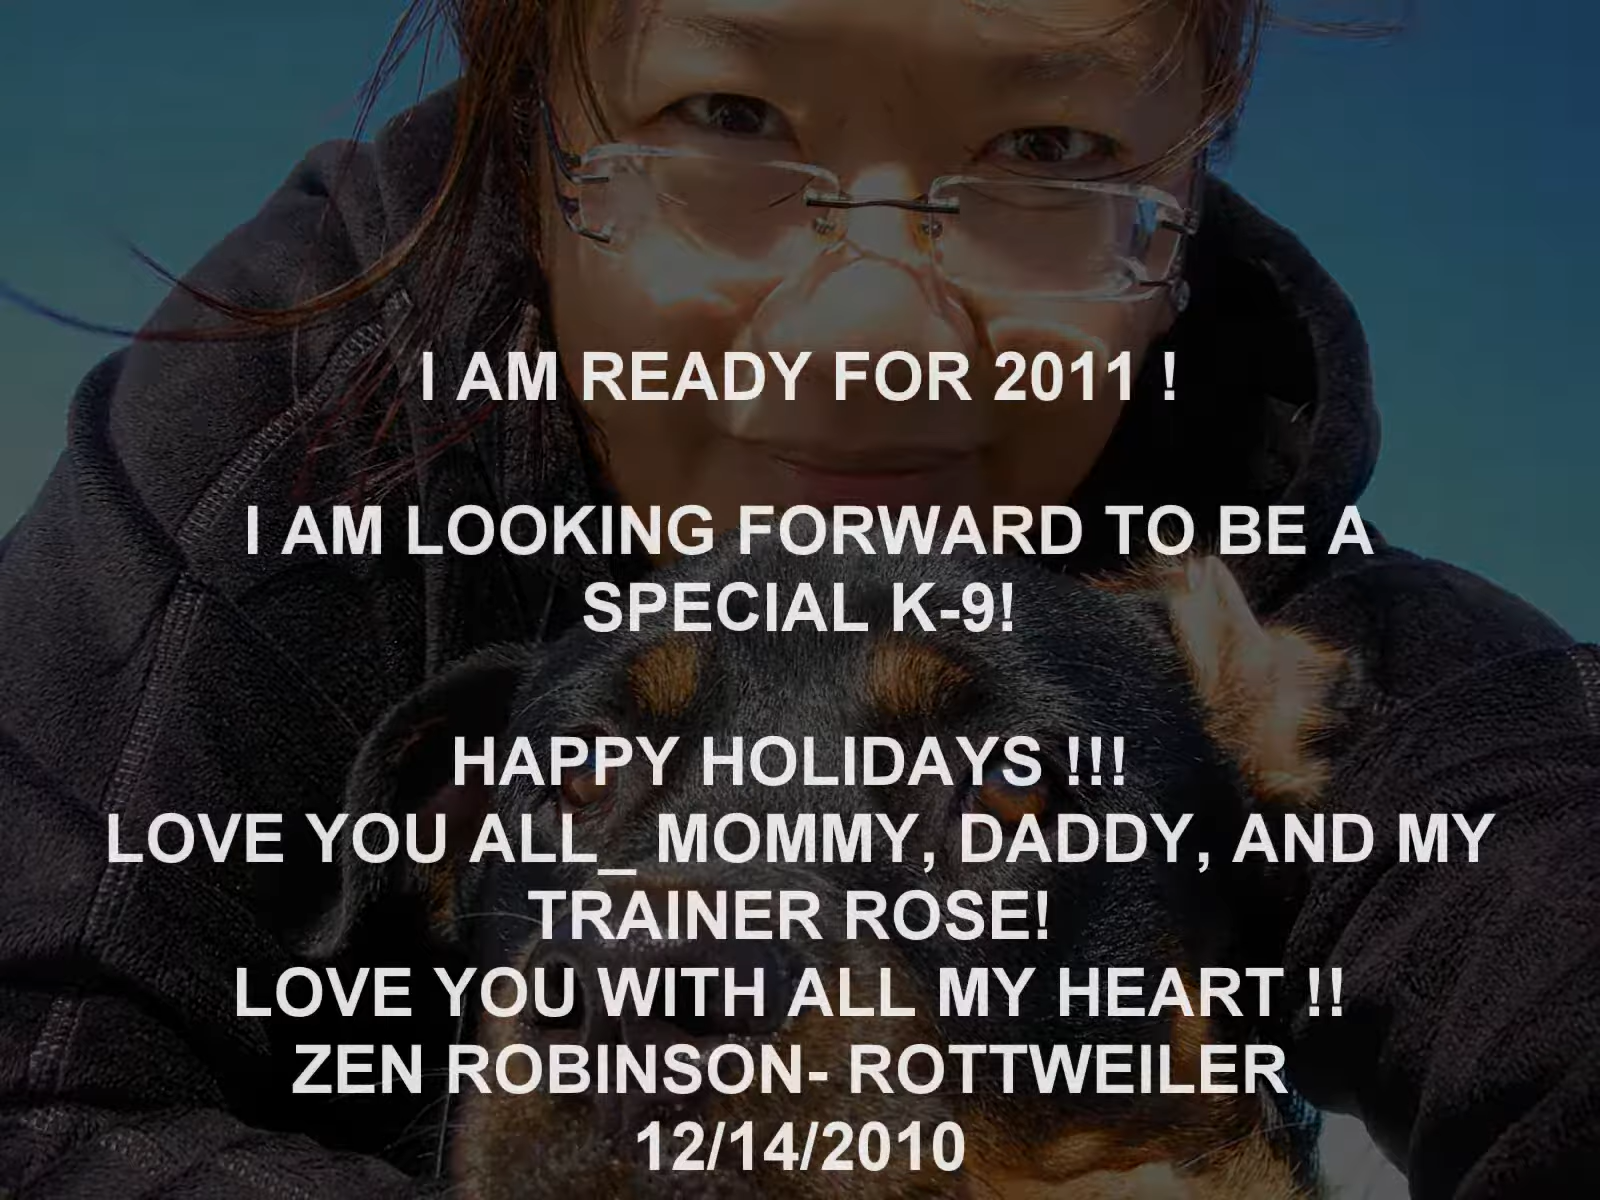 I AM READY FOR 2011 !
I AM LOOKING FORWARD TO BE A
SPECIAL K-9!
HAPPY HOLIDAYS !!!
LOVE YOU ALL_ MOMMY, DADDY, AND MY
TRAINER ROSE!
LOVE YOU WITH ALL MY HEART !!
ZEN ROBINSON- ROTTWEILER
12/14/2010